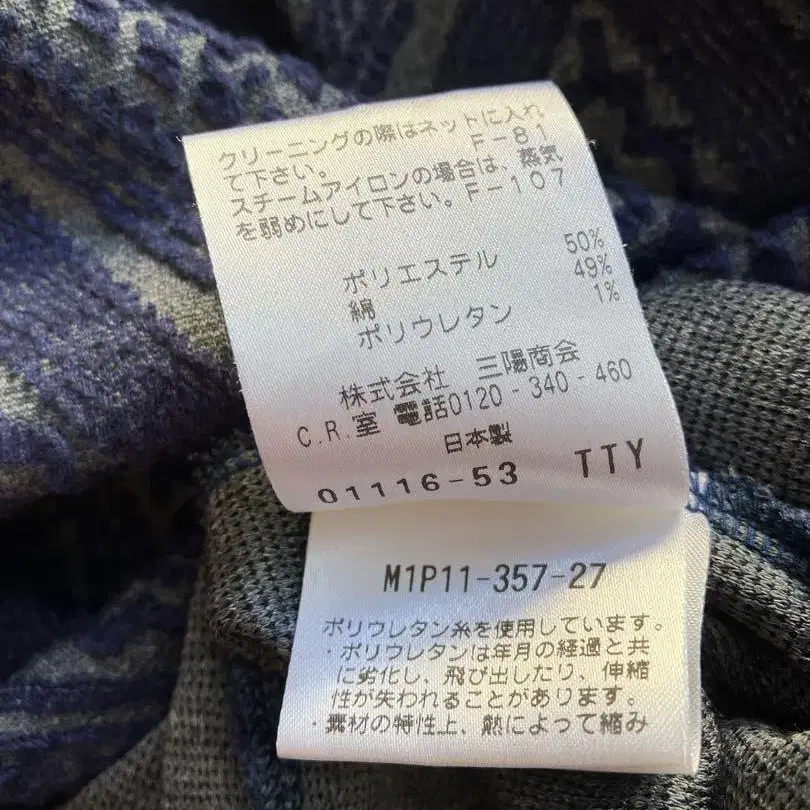 クリーニングの際はネットに入れ
て下さい。 F-81
スチームアイロンの場合は、蒸気
を弱めにして下さい。F-107
ポリエステル 50%
綿 49%
ポリウレタン 1%
株式会社 三陽商会
C.R.室 電話0120-340-460
日本製
01116-53 TTY
M1P11-357-27
ポリウレタン糸を使用しています。
・ポリウレタンは年月の経過と共
に劣化し、飛び出したり、伸縮
性が失われることがあります。
・素材の特性上、熱によって縮み